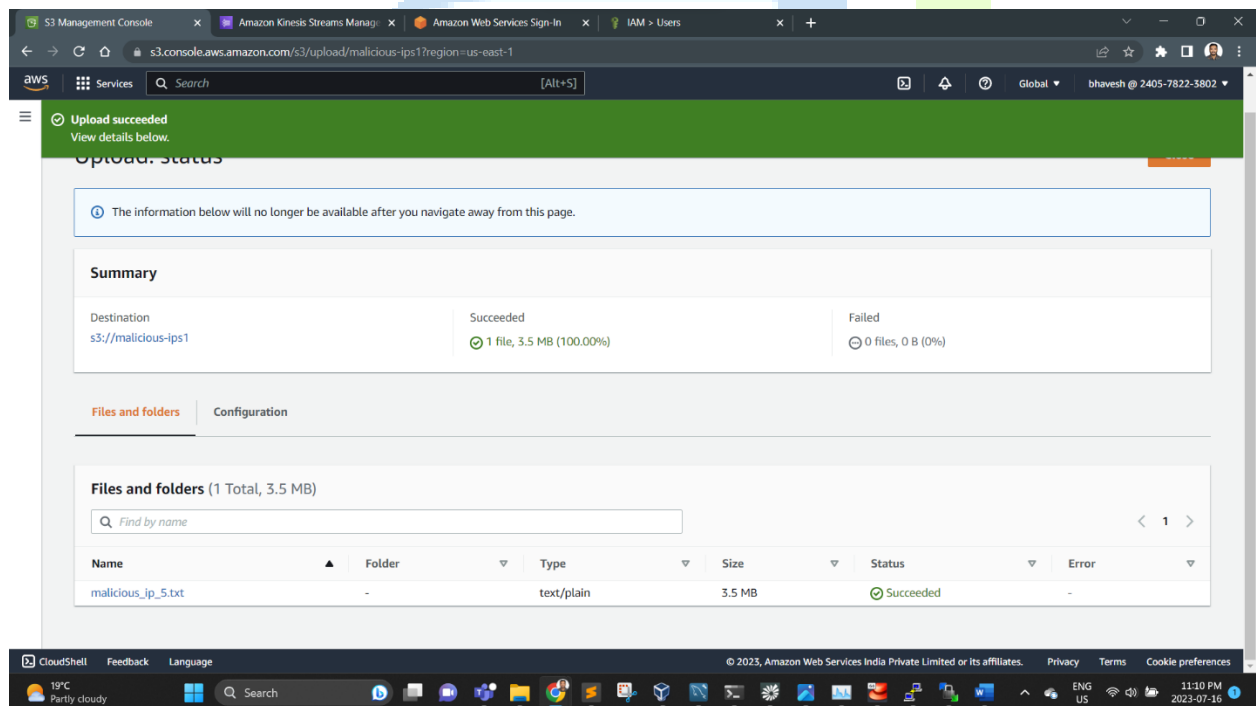 S3 Management Console
Amazon Kinesis Streams Manage
Amazon Web Services Sign-In
IAM > Users
s3.console.aws.amazon.com/s3/upload/malicious-ips1?region=us-east-1
aws
Services
Search
[Alt+S]
Global
bhavesh @ 2405-7822-3802
Upload succeeded
View details below.
Upload: status
The information below will no longer be available after you navigate away from this page.
Summary
Destination
s3://malicious-ips1
Succeeded
1 file, 3.5 MB (100.00%)
Failed
0 files, 0 B (0%)
Files and folders
Configuration
Files and folders (1 Total, 3.5 MB)
Find by name
1
Name Folder Type Size Status Error
malicious_ip_5.txt - text/plain 3.5 MB Succeeded -
CloudShell Feedback Language
© 2023, Amazon Web Services India Private Limited or its affiliates. Privacy Terms Cookie preferences
19°C
Partly cloudy
Search
ENG
US
11:10 PM
2023-07-16
1